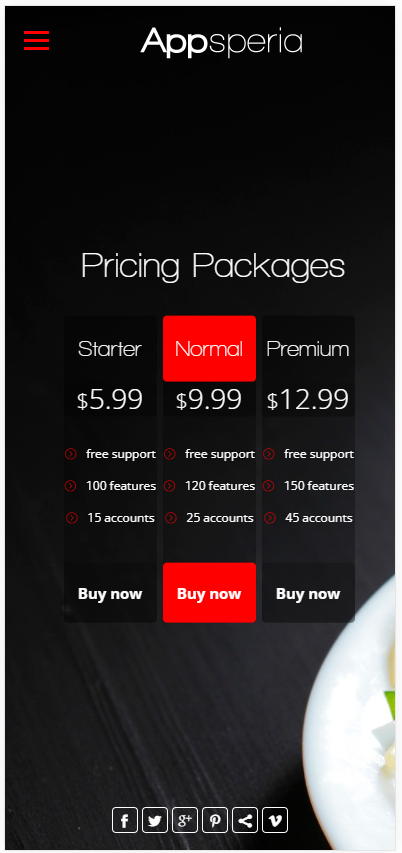 Appsperia
Pricing Packages
Starter
$5.99
free support
100 features
15 accounts
Buy now
Normal
$9.99
free support
120 features
25 accounts
Buy now
Premium
$12.99
free support
150 features
45 accounts
Buy now